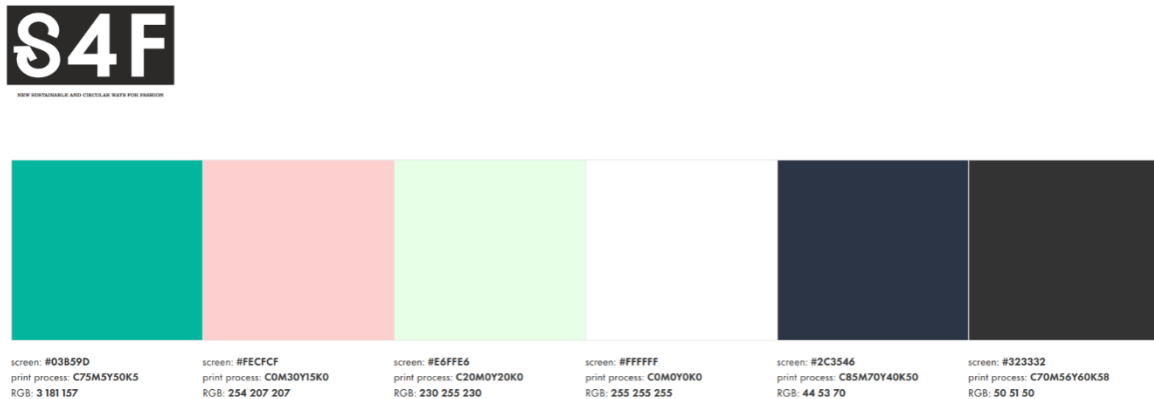 S4F
NEW SUSTAINABLE AND CIRCULAR WAYS FOR FASHION
screen: #03B59D
print process: C75M5Y50K5
RGB: 3 181 157
screen: #FECFCF
print process: C0M30Y15K0
RGB: 254 207 207
screen: #E6FFE6
print process: C20M0Y20K0
RGB: 230 255 230
screen: #FFFFFF
print process: C0M0Y0K0
RGB: 255 255 255
screen: #2C3546
print process: C85M70Y40K50
RGB: 44 53 70
screen: #323332
print process: C70M56Y60K58
RGB: 50 51 50